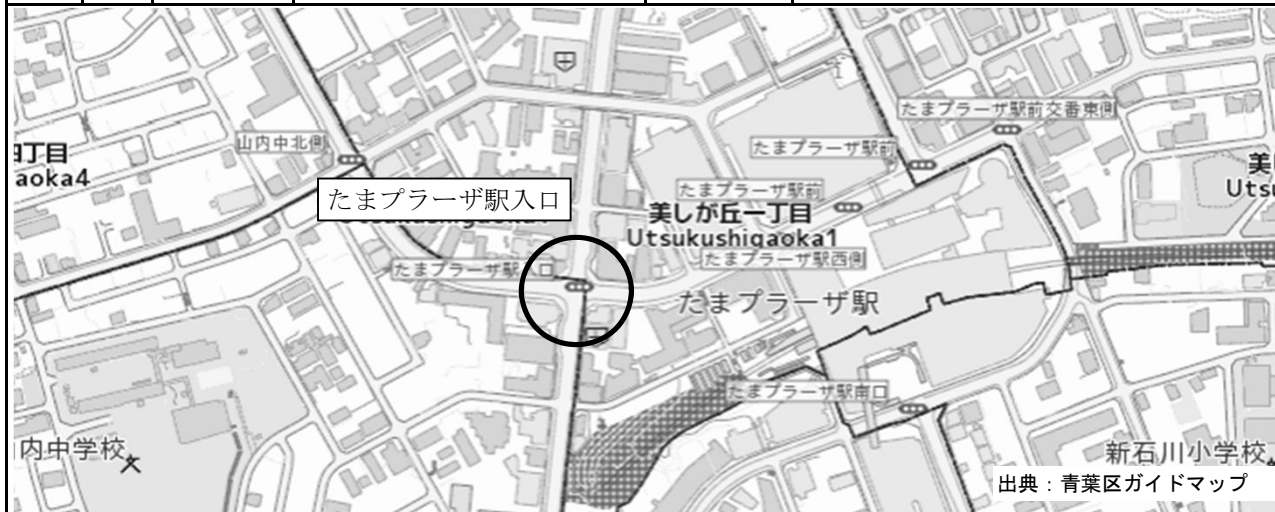 たまプラーザ駅前交番東側
山内中北側
たまプラーザ駅前
四丁目
aoka4
美し
Utsu
たまプラーザ駅入口
たまプラーザ駅前
美しが丘一丁目
Utsukushigaoka1
たまプラーザ駅西側
たまプラーザ駅入口
たまプラーザ駅
たまプラーザ駅南口
内中学校
新石川小学校
出典：青葉区ガイドマップ